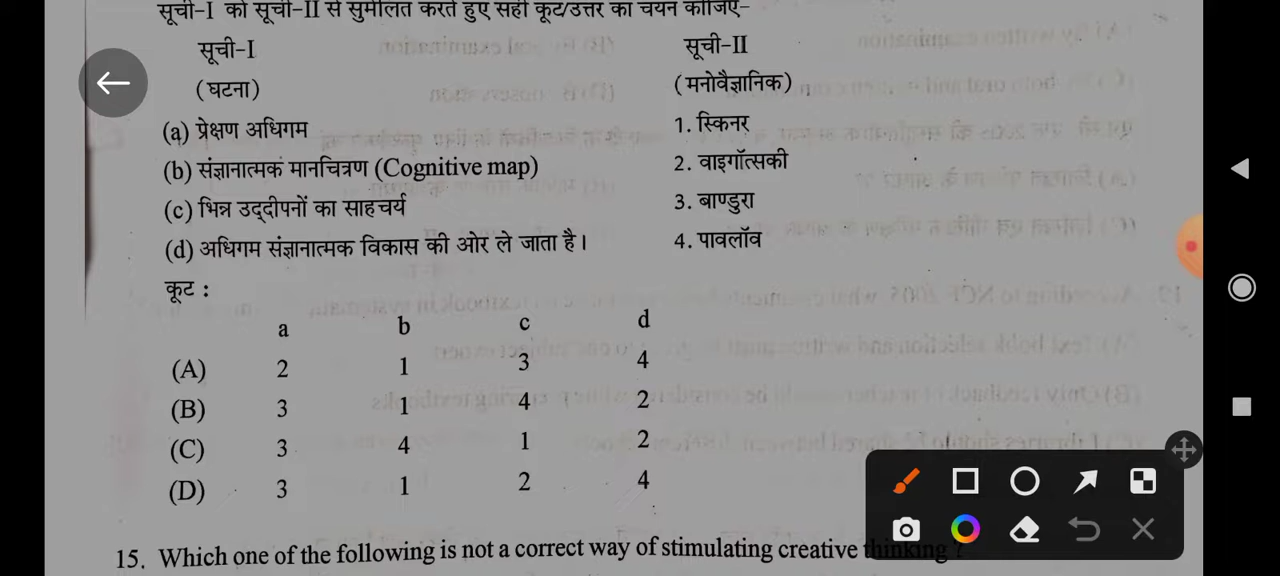 सूची-I को सूची-II से सुमेलित करते हुए सही कूट/उत्तर का चयन कीजिए-
सूची-I सूची-II
(घटना) (मनोवैज्ञानिक)
(a) प्रेक्षण अधिगम 1. स्किनर
(b) संज्ञानात्मक मानचित्रण (Cognitive map) 2. वाइगॉत्सकी
(c) भिन्न उद्दीपनों का साहचर्य 3. बाण्डुरा
(d) अधिगम संज्ञानात्मक विकास की ओर ले जाता है। 4. पावलॉव
कूट :
a b c d
(A) 2 1 3 4
(B) 3 1 4 2
(C) 3 4 1 2
(D) 3 1 2 4
15. Which one of the following is not a correct way of stimulating creative thinking ?